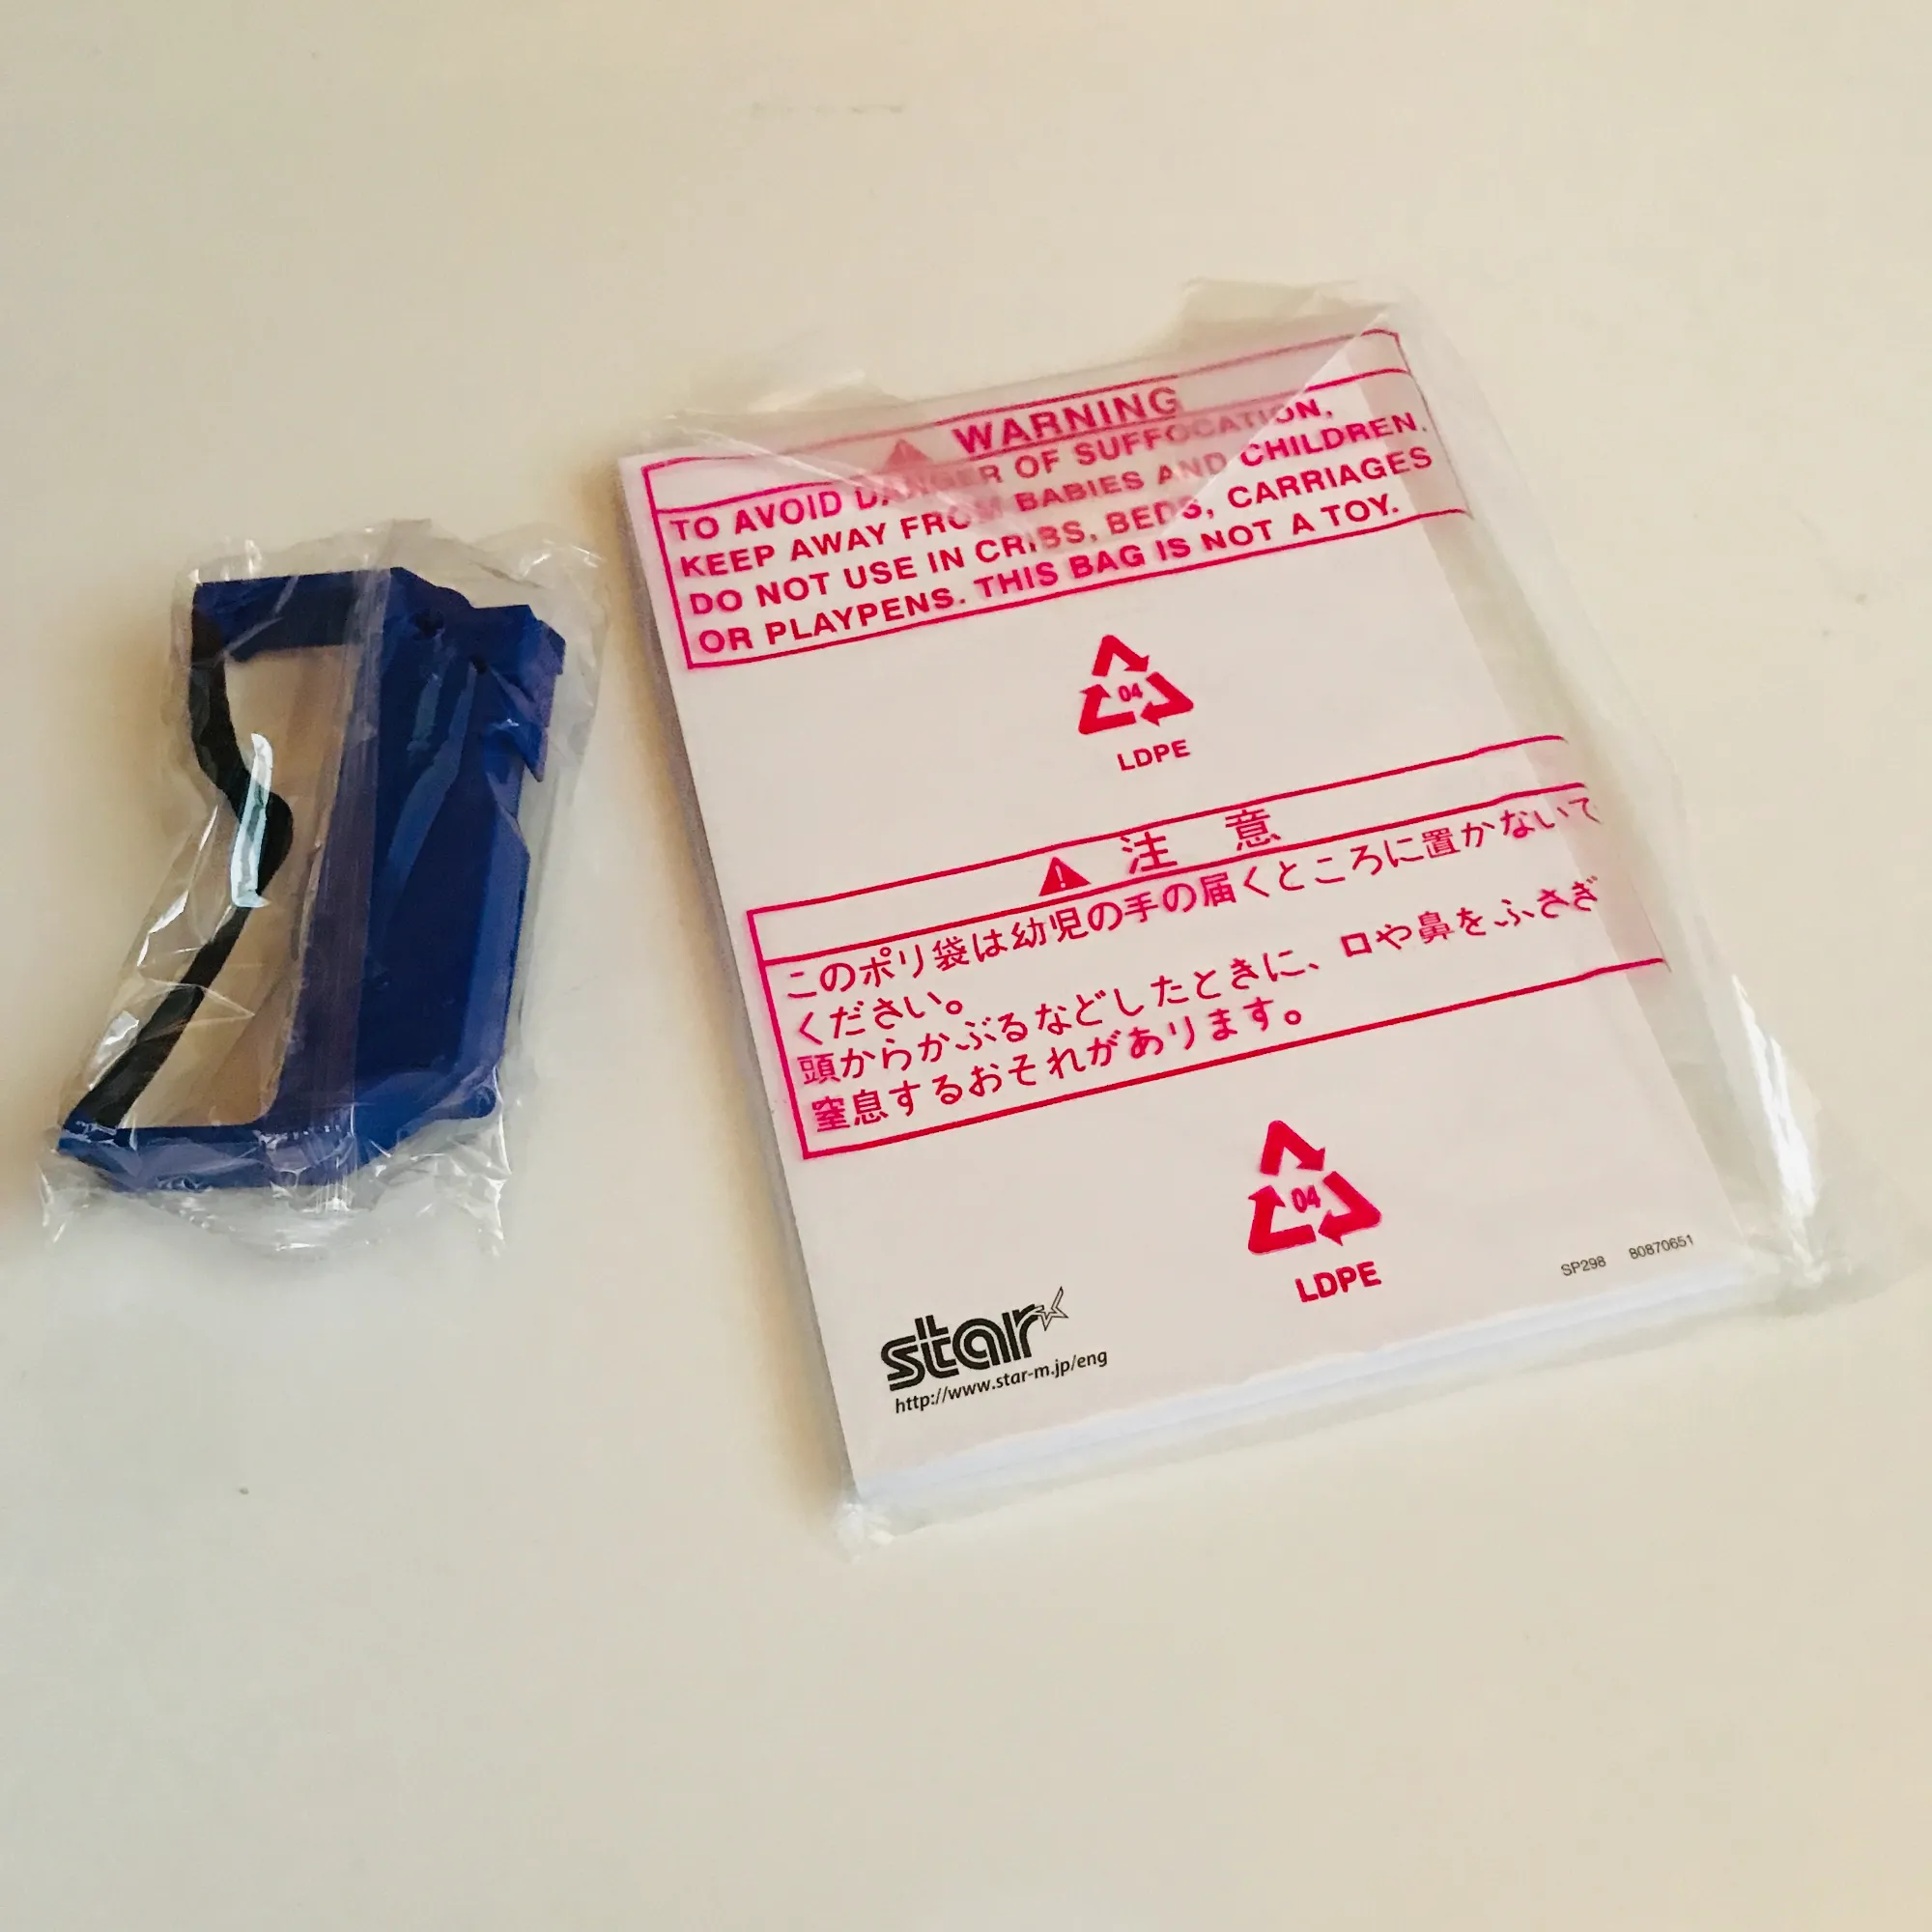 WARNING
TO AVOID DANGER OF SUFFOCATION,
KEEP AWAY FROM BABIES AND CHILDREN.
DO NOT USE IN CRIBS, BEDS, CARRIAGES
OR PLAYPENS. THIS BAG IS NOT A TOY.
04
LDPE
注 意
このポリ袋は幼児の手の届くところに置かないで
ください。
頭からかぶるなどしたときに、口や鼻をふさぎ
窒息するおそれがあります。
04
LDPE
SP298 80870651
star
http://www.star-m.jp/eng